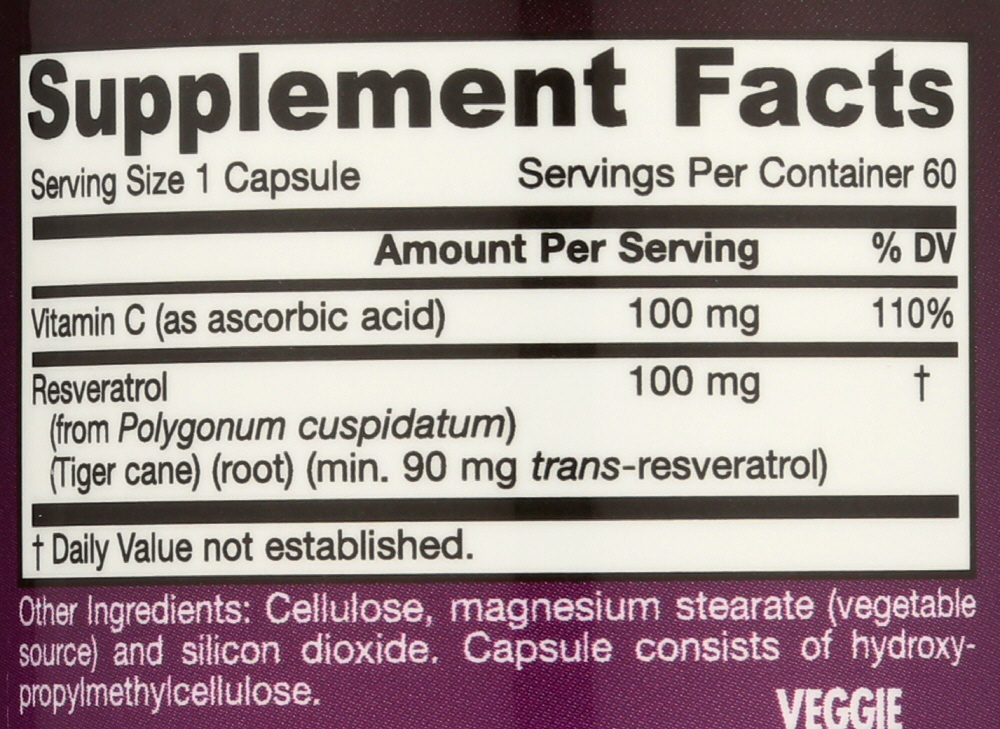 Supplement Facts
Serving Size 1 Capsule Servings Per Container 60
Amount Per Serving % DV
Vitamin C (as ascorbic acid) 100 mg 110%
Resveratrol 100 mg †
(from Polygonum cuspidatum)
(Tiger cane) (root) (min. 90 mg trans-resveratrol)
† Daily Value not established.
Other Ingredients: Cellulose, magnesium stearate (vegetable
source) and silicon dioxide. Capsule consists of hydroxy-
propylmethylcellulose.
VEGGIE